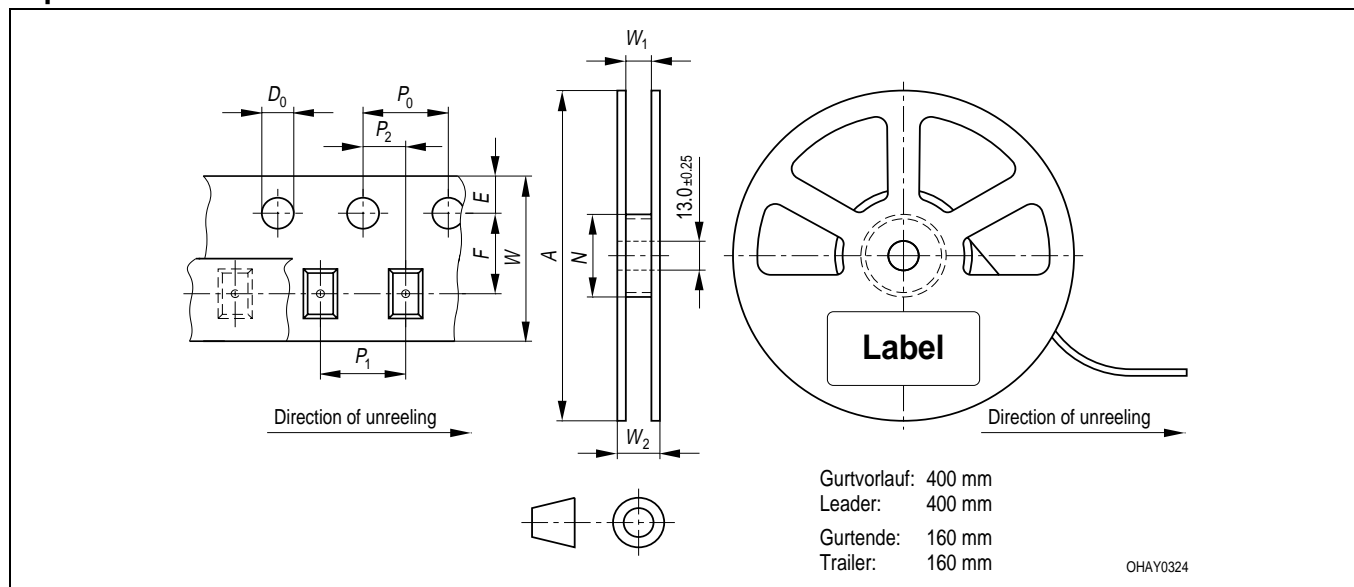 W1
D0
P0
P2
E
13.0±0.25
F
W
A
N
P1
Label
Direction of unreeling
W2
Direction of unreeling
Gurtvorlauf: 400 mm
Leader: 400 mm
Gurtende: 160 mm
Trailer: 160 mm
OHAY0324